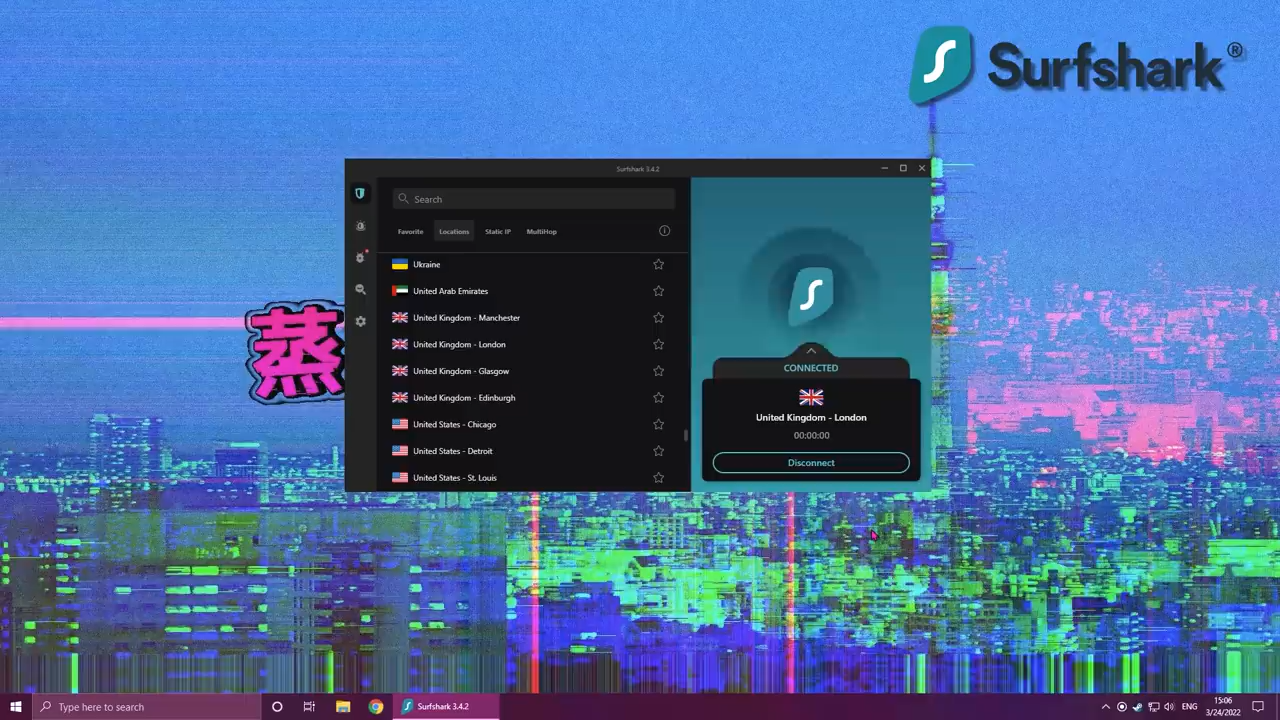 Surfshark®
Surfshark 3.4.2
Search
Favorite Locations Static IP MultiHop
Ukraine
United Arab Emirates
United Kingdom - Manchester
United Kingdom - London
United Kingdom - Glasgow
United Kingdom - Edinburgh
United States - Chicago
United States - Detroit
United States - St. Louis
CONNECTED
United Kingdom - London
00:00:00
Disconnect
蒸
Type here to search
Surfshark 3.4.2
ENG
15:06
3/24/2022